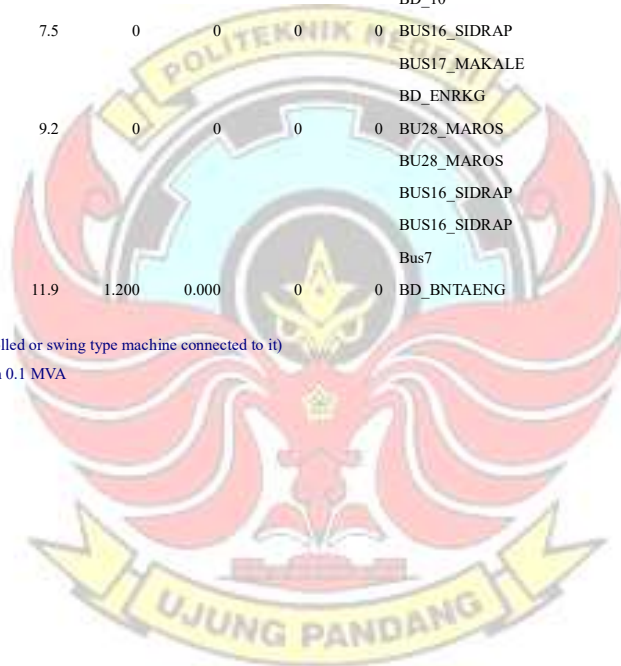 BD_10
7.5 0 0 0 0 BUS16_SIDRAP
BUS17_MAKALE
BD_ENRKG
9.2 0 0 0 0 BU28_MAROS
BU28_MAROS
BUS16_SIDRAP
BUS16_SIDRAP
Bus7
11.9 1.200 0.000 0 0 BD_BNTAENG
lled or swing type machine connected to it)
0.1 MVA
POLITEKNIK NEGERI
UJUNG PANDANG